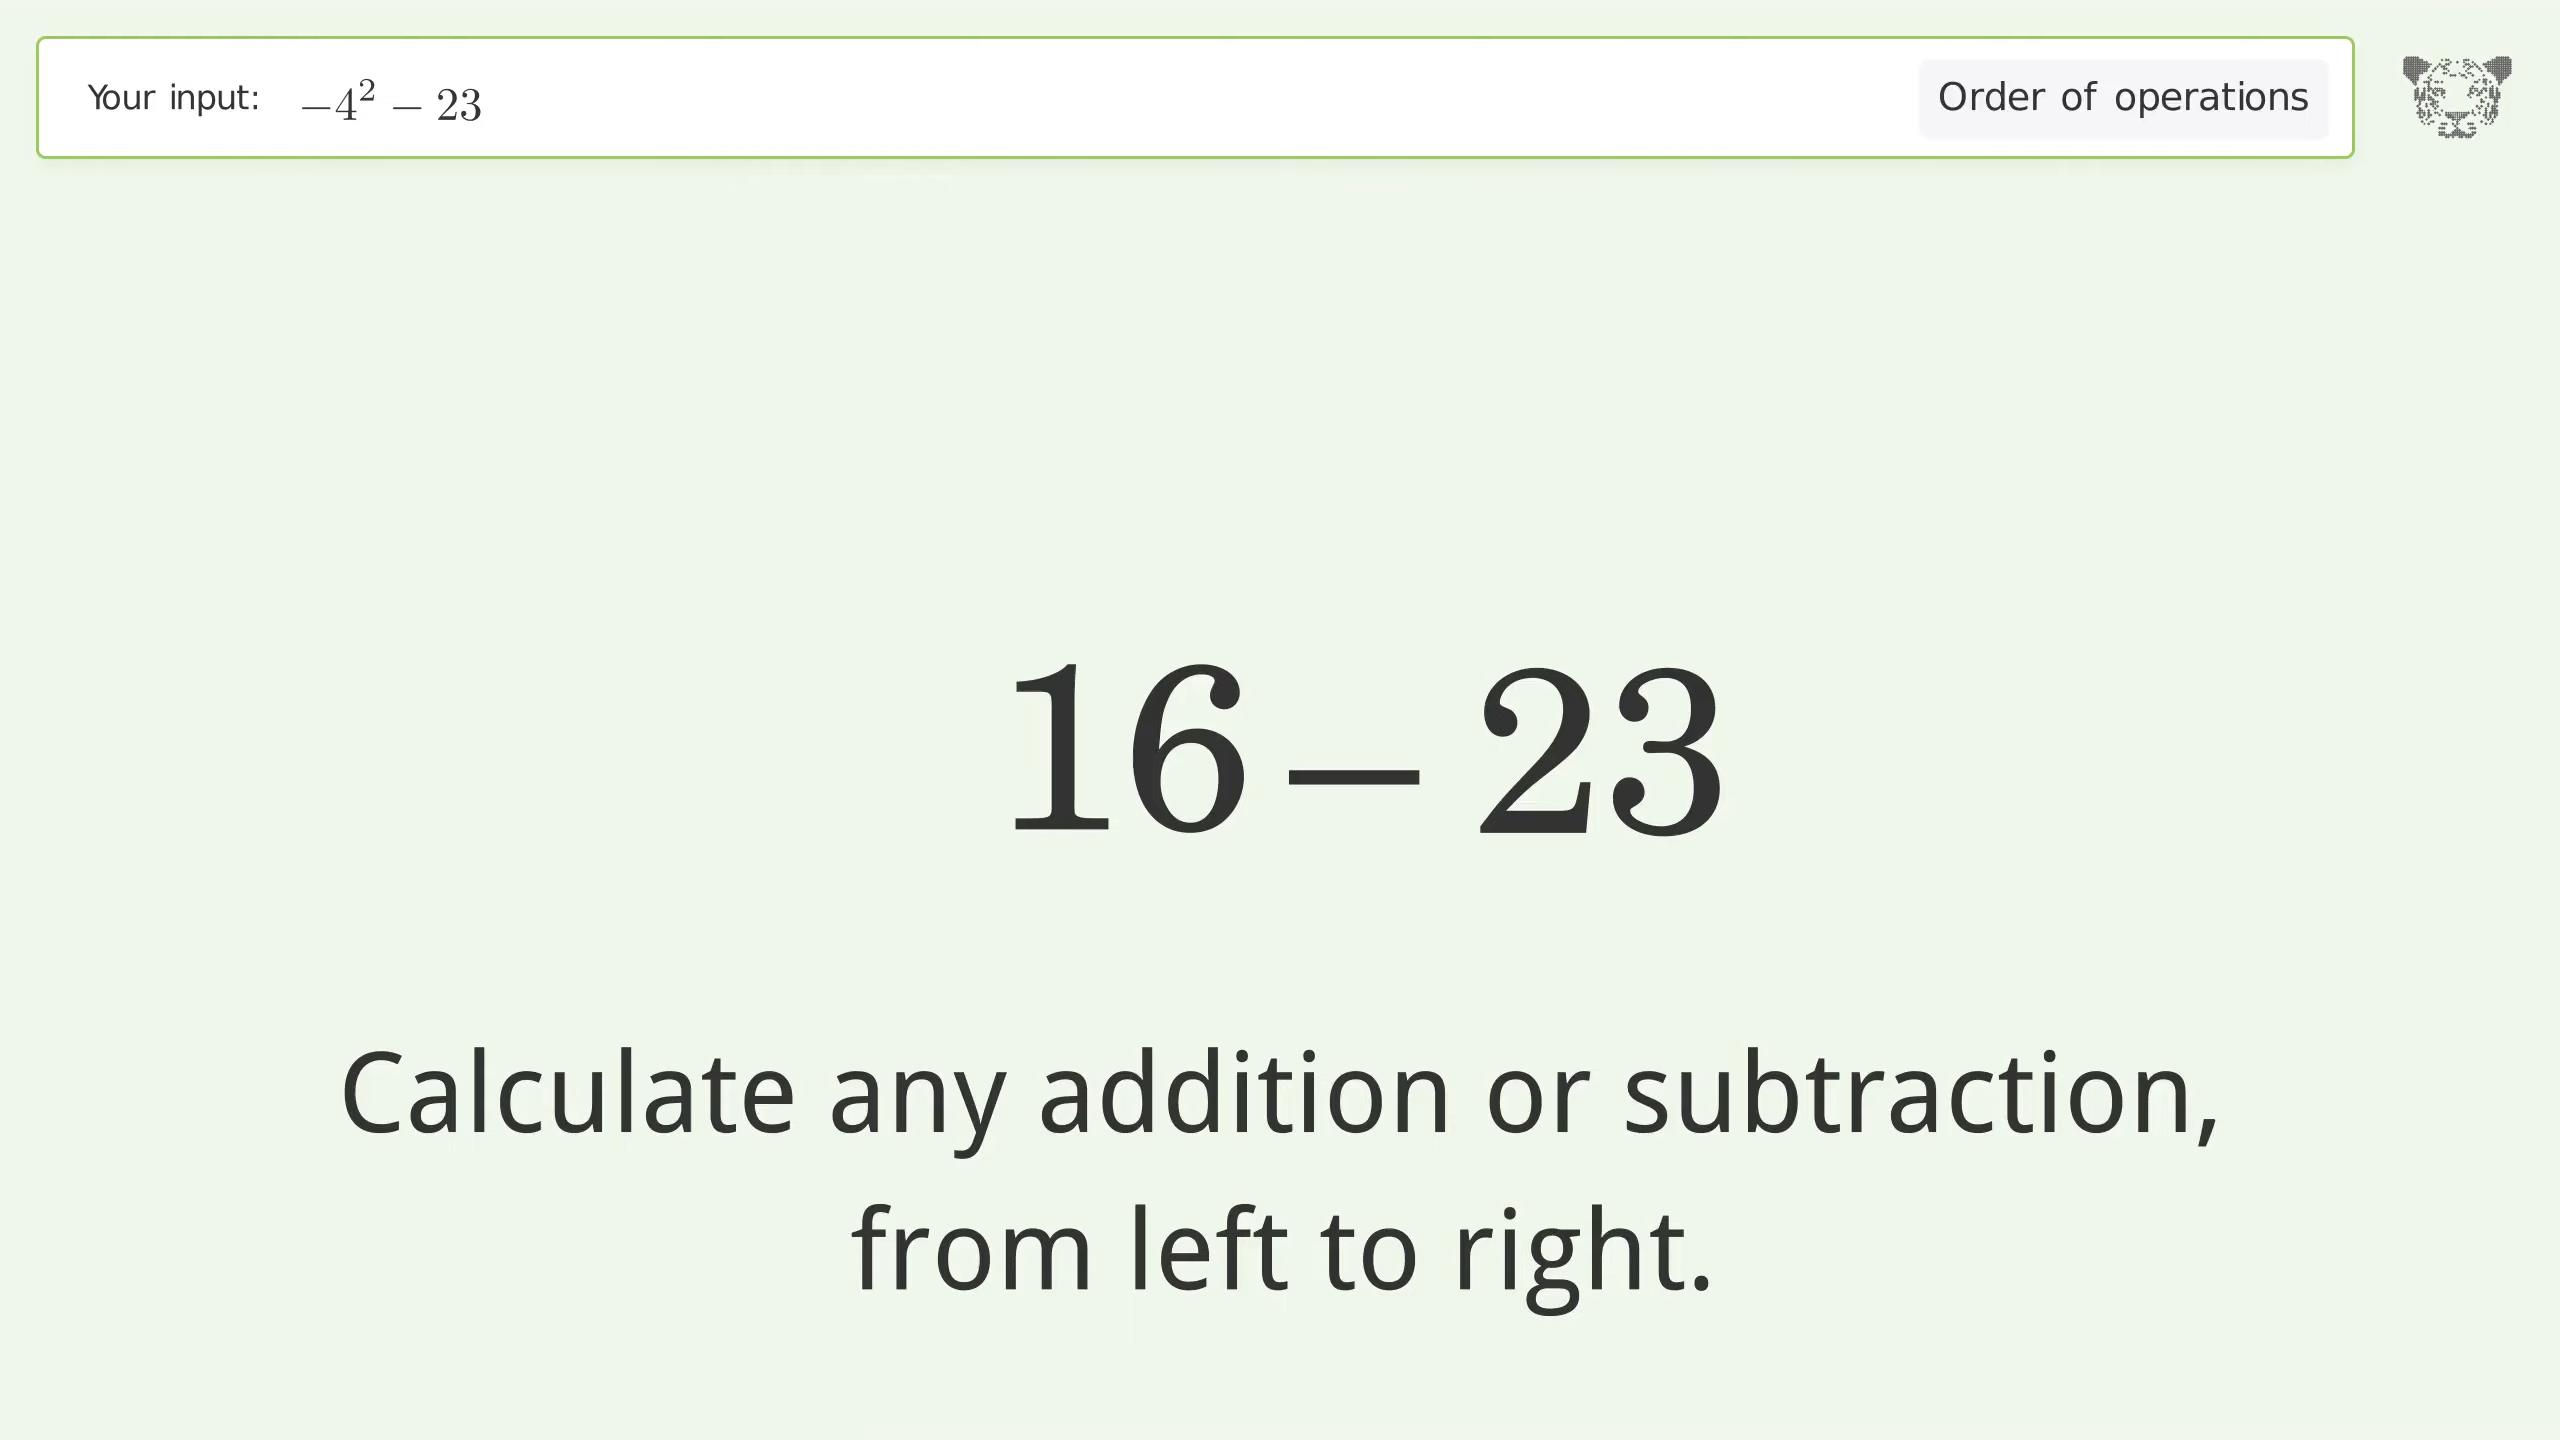 Your input: −4² − 23
Order of operations
16 − 23
Calculate any addition or subtraction,
from left to right.